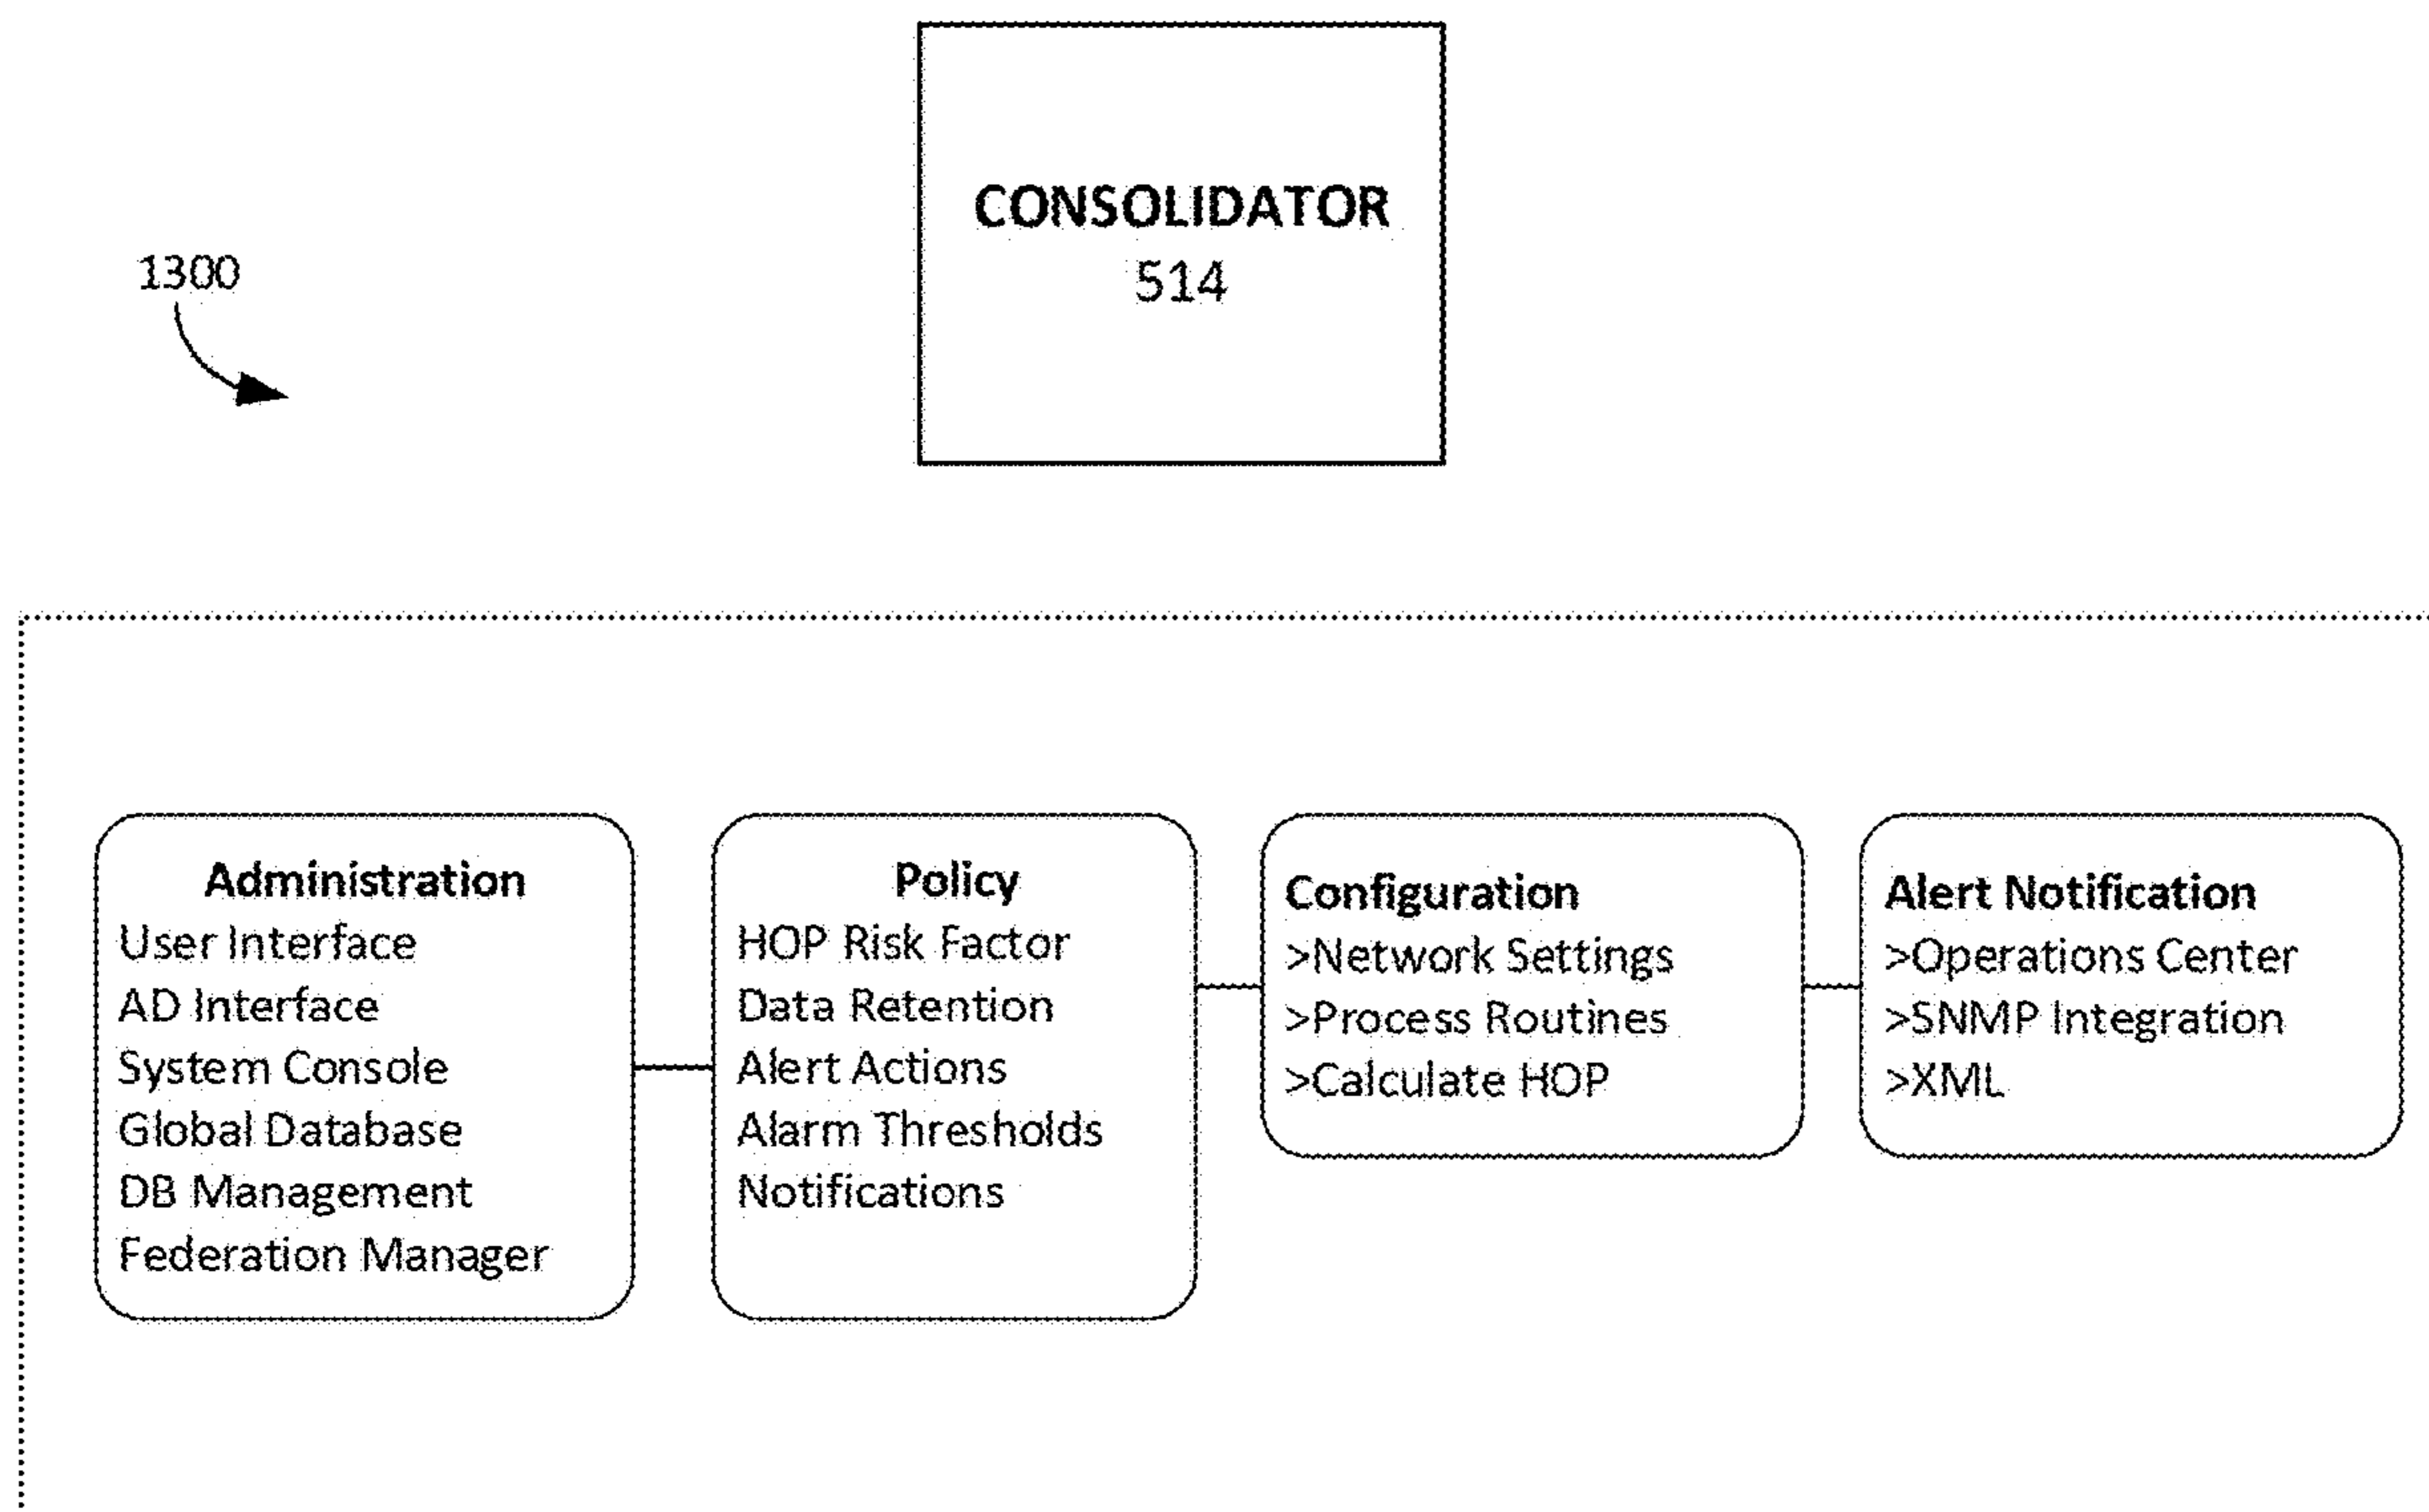 CONSOLIDATOR
514
1300
Administration
User Interface
AD Interface
System Console
Global Database
DB Management
Federation Manager
Policy
HOP Risk Factor
Data Retention
Alert Actions
Alarm Thresholds
Notifications
Configuration
>Network Settings
>Process Routines
>Calculate HOP
Alert Notification
>Operations Center
>SNMP Integration
>XML